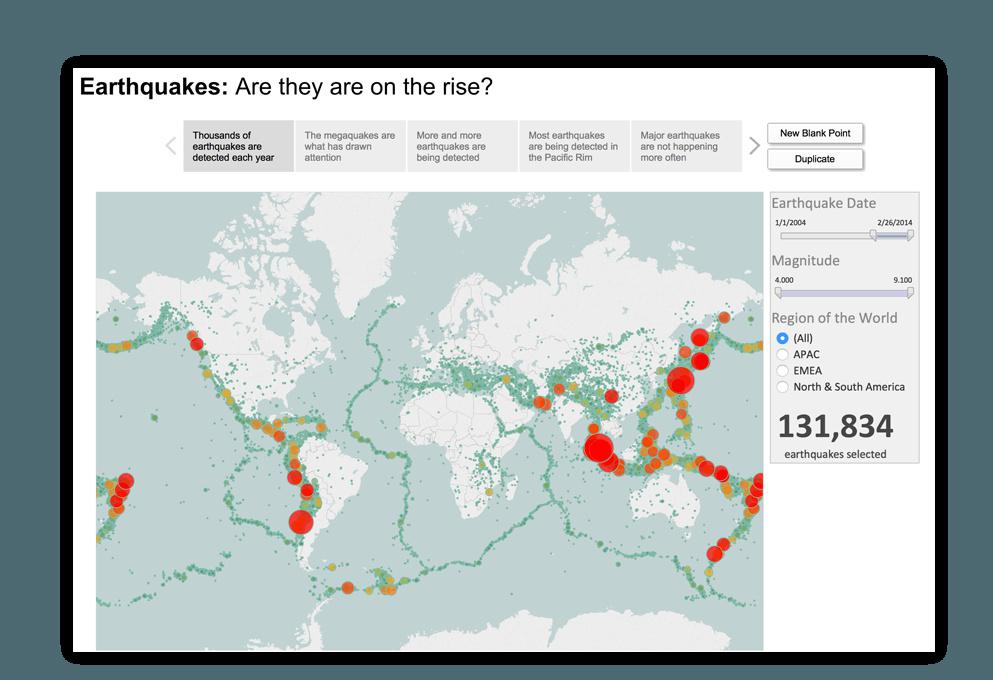 Earthquakes: Are they are on the rise?
Thousands of
earthquakes are
detected each year
The megaquakes are
what has drawn
attention
More and more
earthquakes are
being detected
Most earthquakes
are being detected in
the Pacific Rim
Major earthquakes
are not happening
more often
New Blank Point
Duplicate
Earthquake Date
1/1/2004 2/26/2014
Magnitude
4.000 9.100
Region of the World
(All)
APAC
EMEA
North & South America
131,834
earthquakes selected